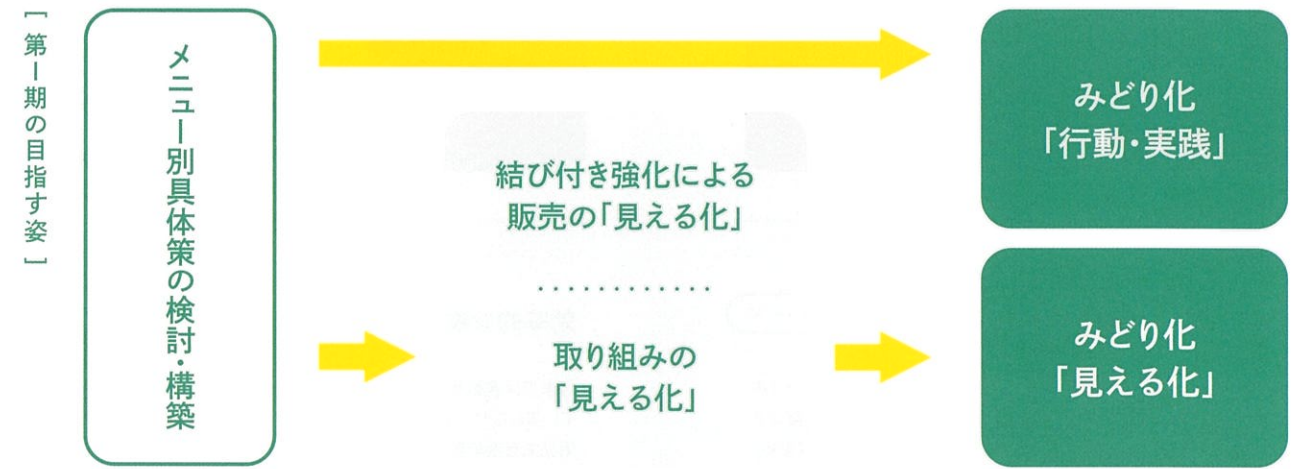 [ 第Ⅰ期の目指す姿 ]
メニュー別具体策の検討・構築
結び付き強化による
販売の「見える化」
............
取り組みの
「見える化」
みどり化
「行動・実践」
みどり化
「見える化」